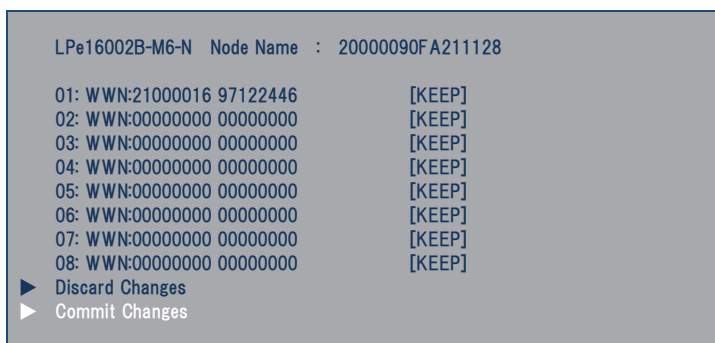 LPe16002B-M6-N Node Name : 20000090FA211128
01: WWN:21000016 97122446 [KEEP]
02: WWN:00000000 00000000 [KEEP]
03: WWN:00000000 00000000 [KEEP]
04: WWN:00000000 00000000 [KEEP]
05: WWN:00000000 00000000 [KEEP]
06: WWN:00000000 00000000 [KEEP]
07: WWN:00000000 00000000 [KEEP]
08: WWN:00000000 00000000 [KEEP]
Discard Changes
Commit Changes